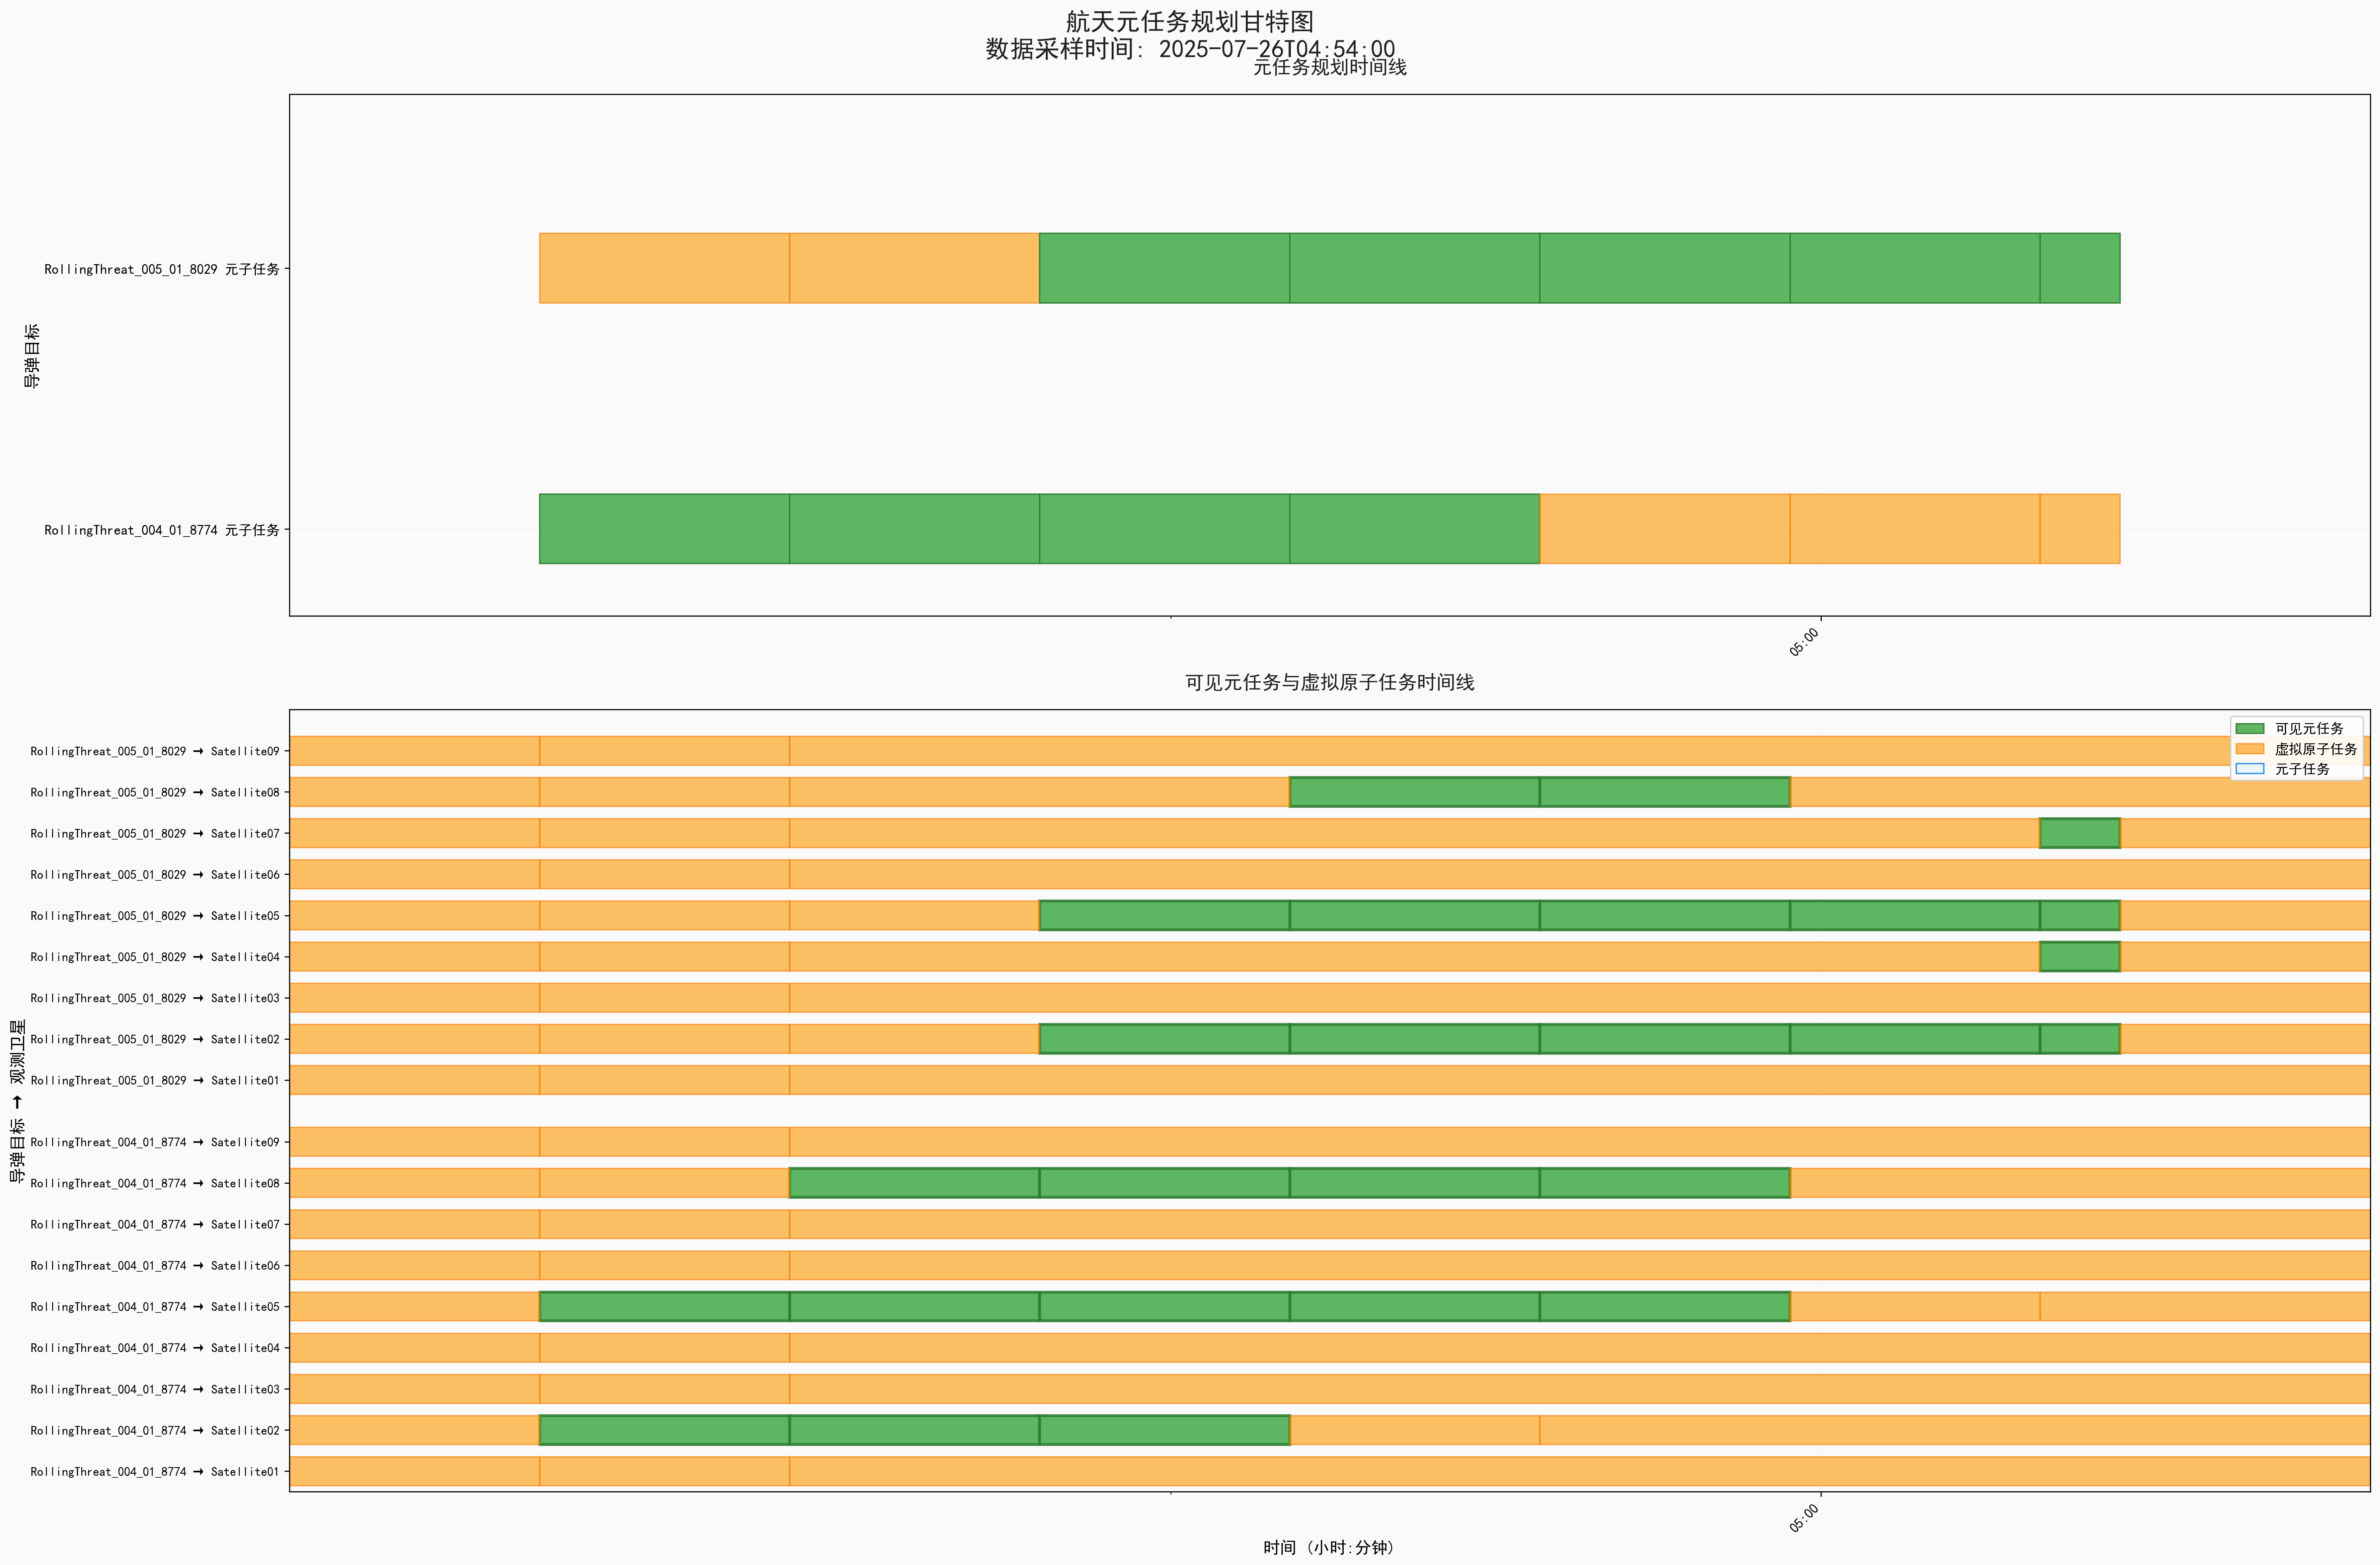 航天元任务规划甘特图
数据采样时间: 2025-07-26T04:54:00
元任务规划时间线
导弹目标
RollingThreat_005_01_8029 元子任务
RollingThreat_004_01_8774 元子任务
05:00
可见元任务与虚拟原子任务时间线
可见元任务
虚拟原子任务
元子任务
导弹目标 → 观测卫星
RollingThreat_005_01_8029 → Satellite09
RollingThreat_005_01_8029 → Satellite08
RollingThreat_005_01_8029 → Satellite07
RollingThreat_005_01_8029 → Satellite06
RollingThreat_005_01_8029 → Satellite05
RollingThreat_005_01_8029 → Satellite04
RollingThreat_005_01_8029 → Satellite03
RollingThreat_005_01_8029 → Satellite02
RollingThreat_005_01_8029 → Satellite01
RollingThreat_004_01_8774 → Satellite09
RollingThreat_004_01_8774 → Satellite08
RollingThreat_004_01_8774 → Satellite07
RollingThreat_004_01_8774 → Satellite06
RollingThreat_004_01_8774 → Satellite05
RollingThreat_004_01_8774 → Satellite04
RollingThreat_004_01_8774 → Satellite03
RollingThreat_004_01_8774 → Satellite02
RollingThreat_004_01_8774 → Satellite01
05:00
时间 (小时:分钟)